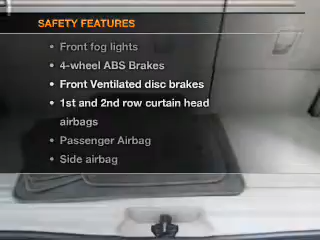 SAFETY FEATURES
• Front fog lights
• 4-wheel ABS Brakes
• Front Ventilated disc brakes
• 1st and 2nd row curtain head
airbags
• Passenger Airbag
• Side airbag